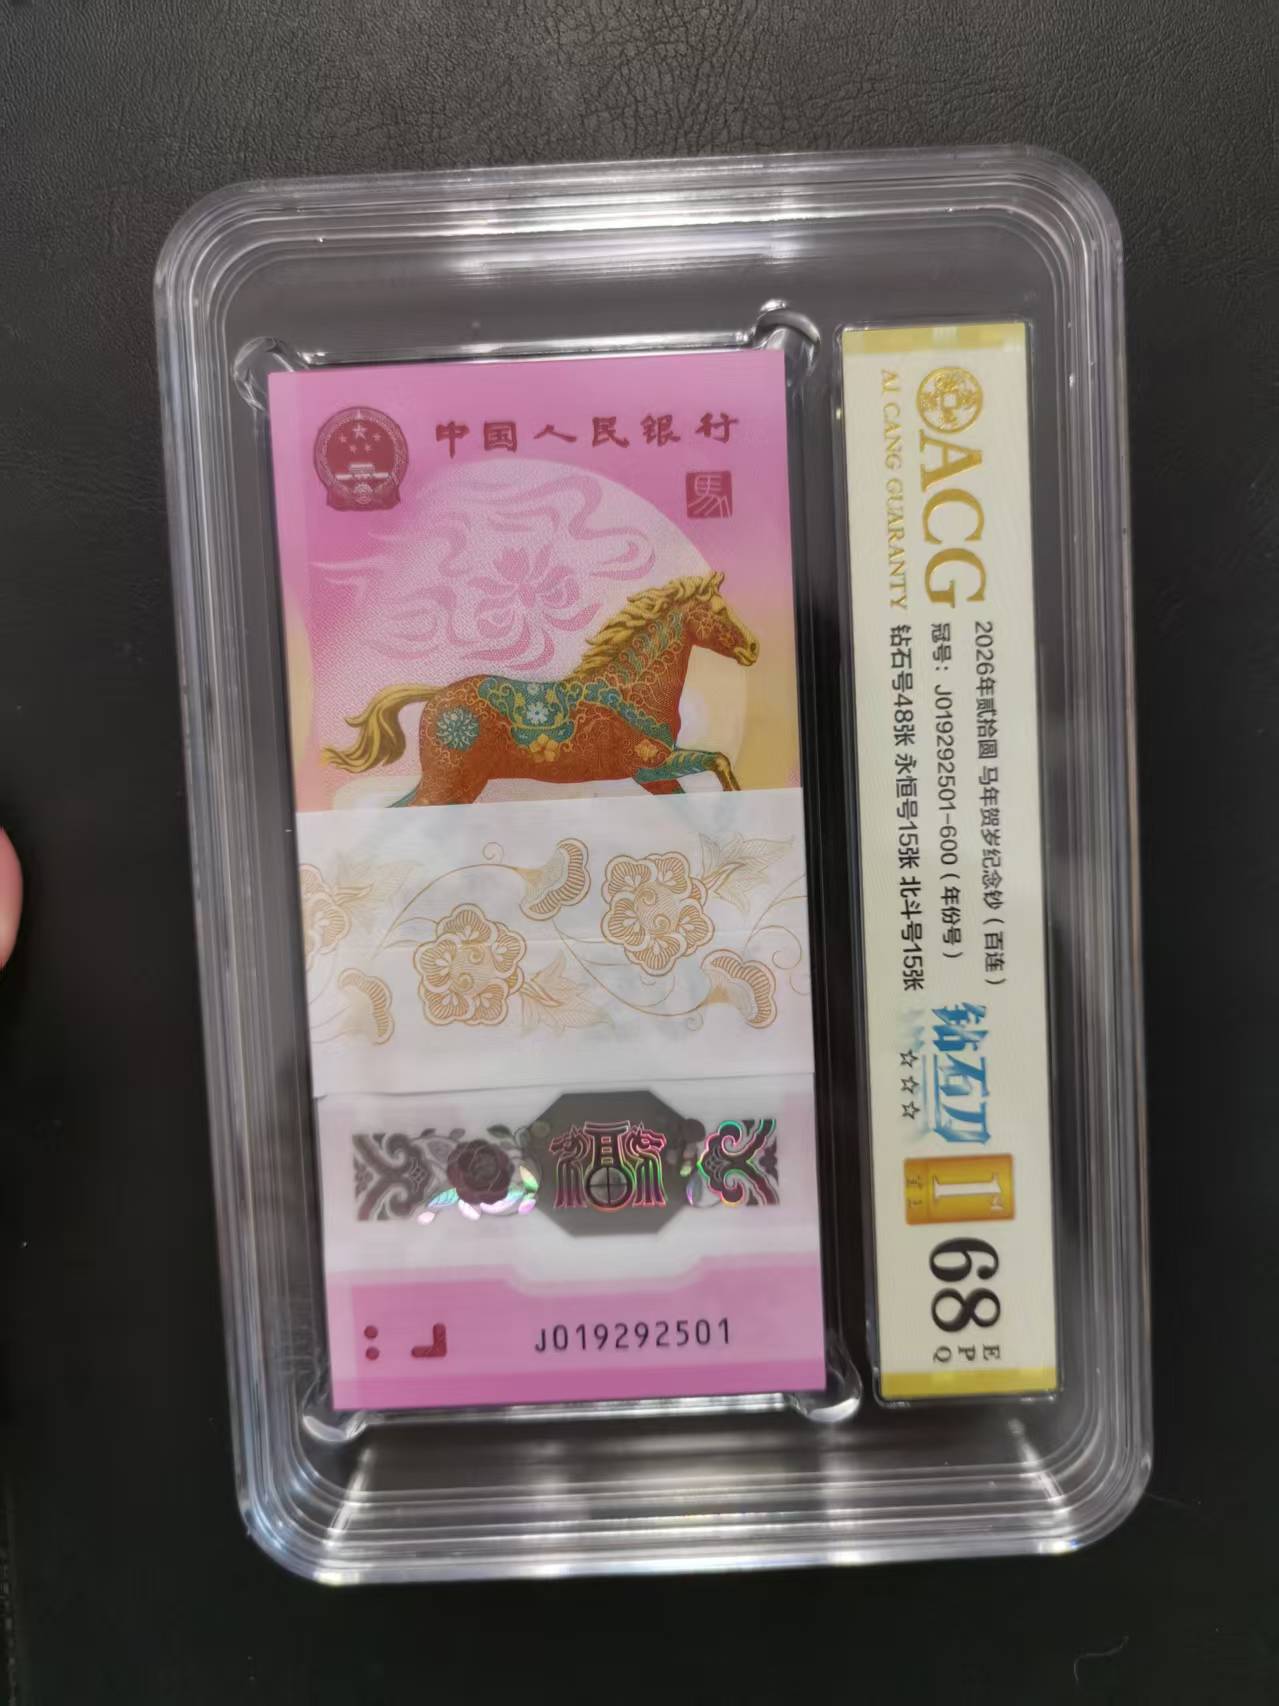 中国人民银行
馬
福
J019292501
ACG
AI CANG GUARANTY
2026年贰拾圆 马年贺岁纪念钞（百连）
冠号：J019292501-600（年份号）
钻石号48张 永恒号15张 北斗号15张
钻石刀
☆☆☆
T
68
EPQ